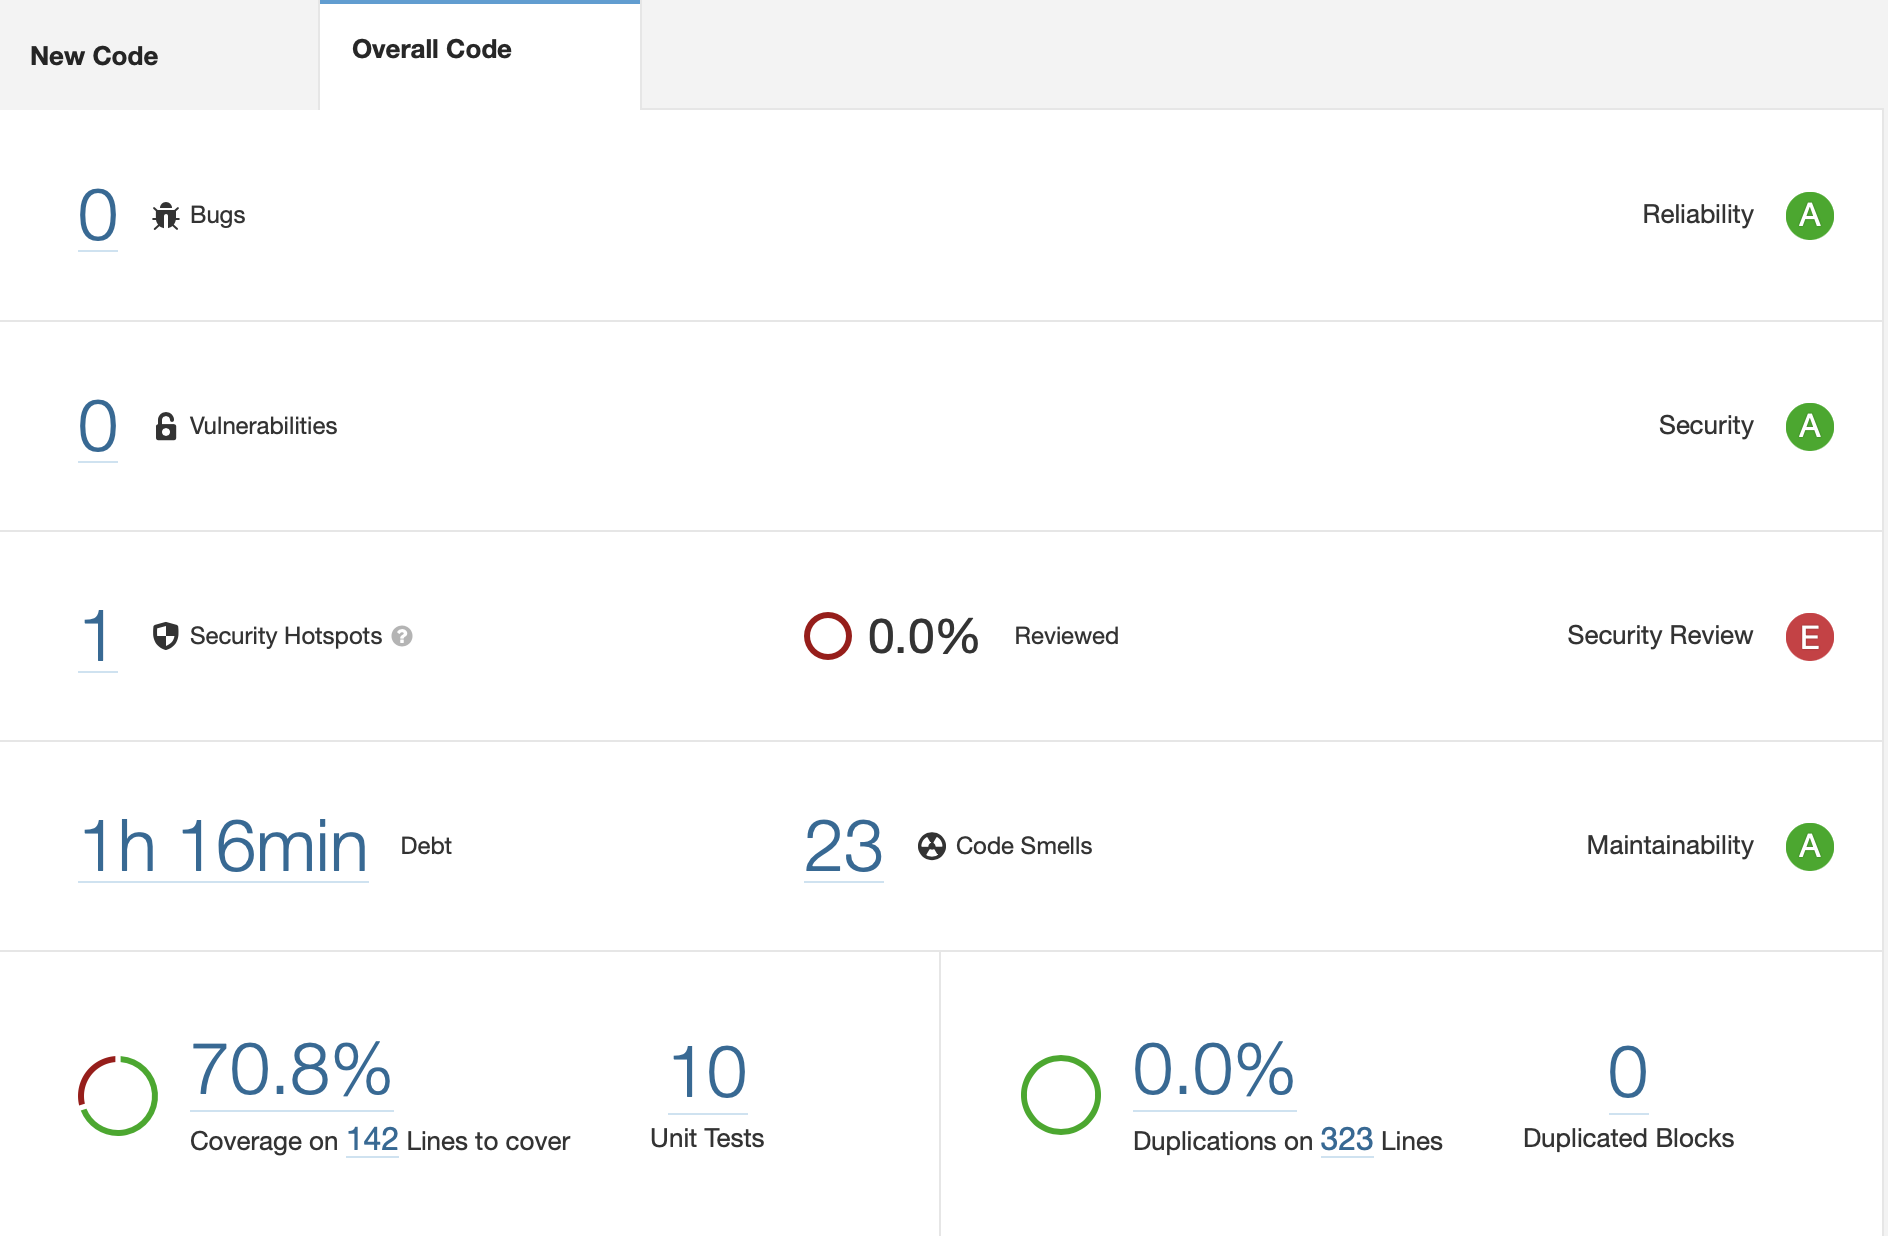 New Code
Overall Code
0 Bugs Reliability A
0 Vulnerabilities Security A
1 Security Hotspots ? 0.0% Reviewed Security Review E
1h 16min Debt 23 Code Smells Maintainability A
70.8% 10 0.0% 0
Coverage on 142 Lines to cover Unit Tests Duplications on 323 Lines Duplicated Blocks